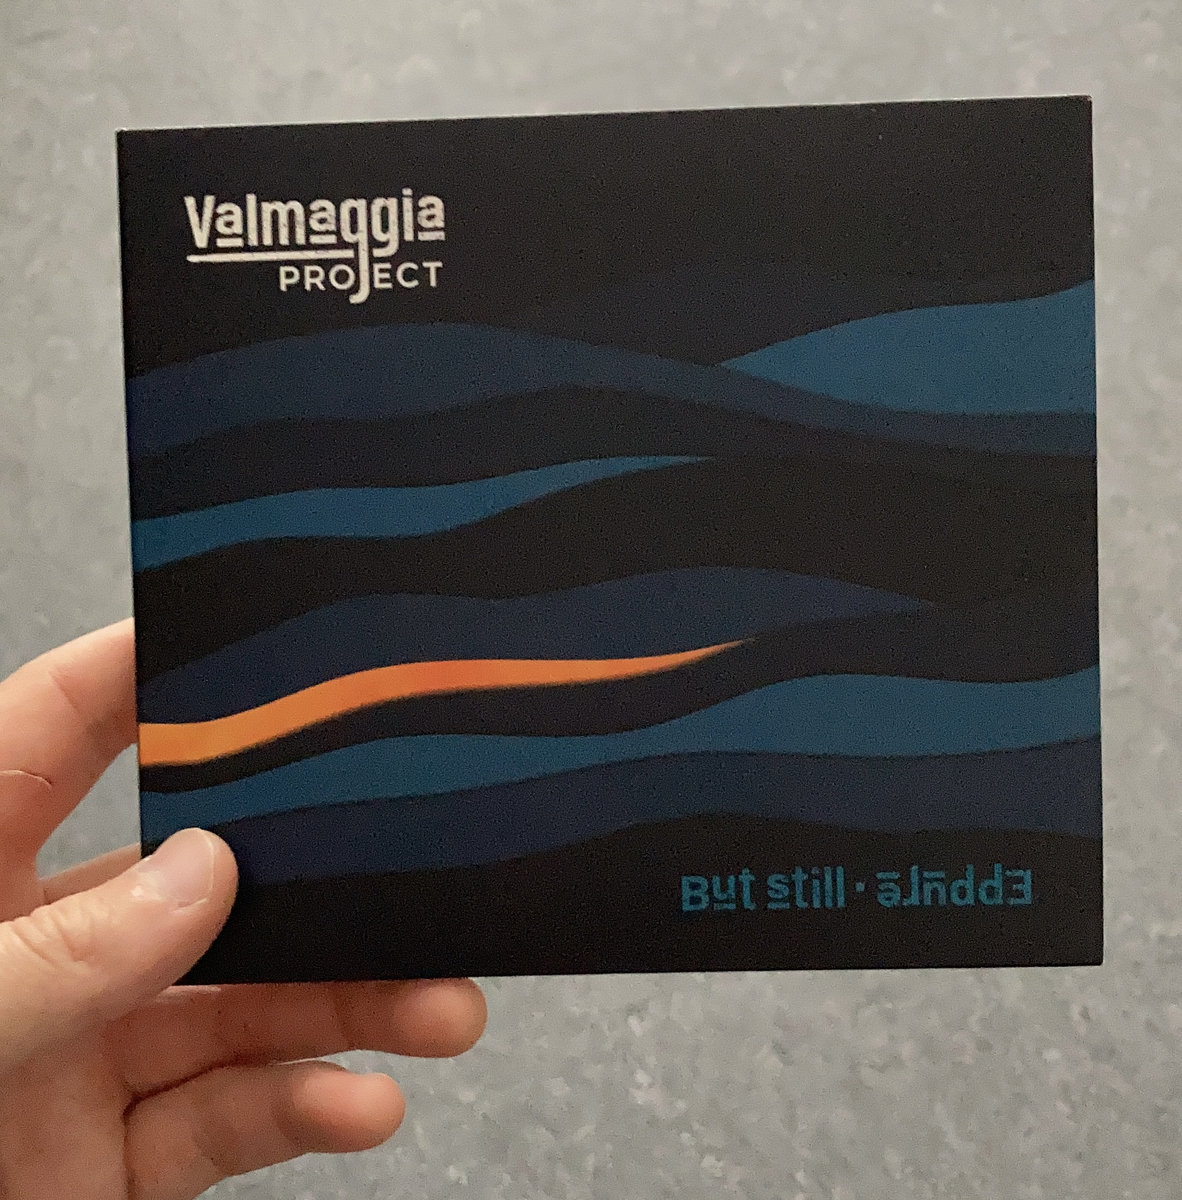 Valmaggia
PROJECT
But still · Eppure